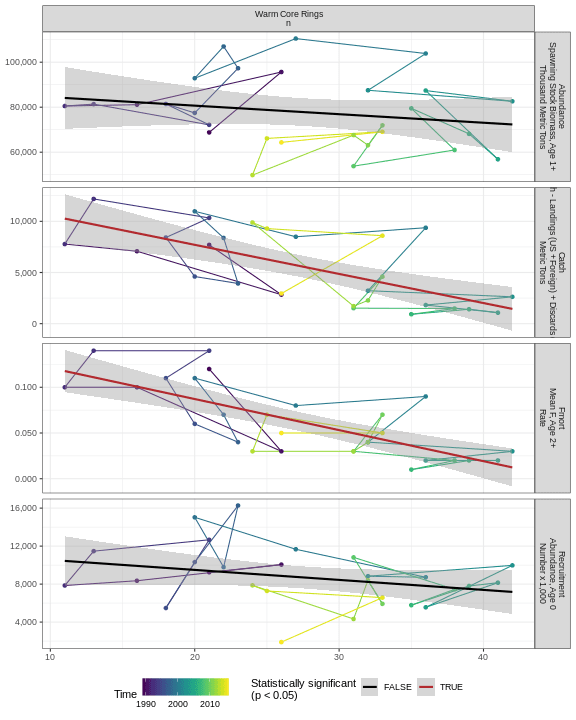 Warm Core Rings
n
100,000
80,000
60,000
Abundance
Spawning Stock Biomass, Age 1+
Thousand Metric Tons
10,000
5,000
0
Catch
h - Landings (US +Foreign) + Discards
Metric Tons
0.100
0.050
0.000
Fmort
Mean F, Age 2+
Rate
16,000
12,000
8,000
4,000
Recruitment
Abundance, Age 0
Number x 1,000
10 20 30 40
Time
1990 2000 2010
Statistically significant
(p < 0.05)
FALSE
TRUE